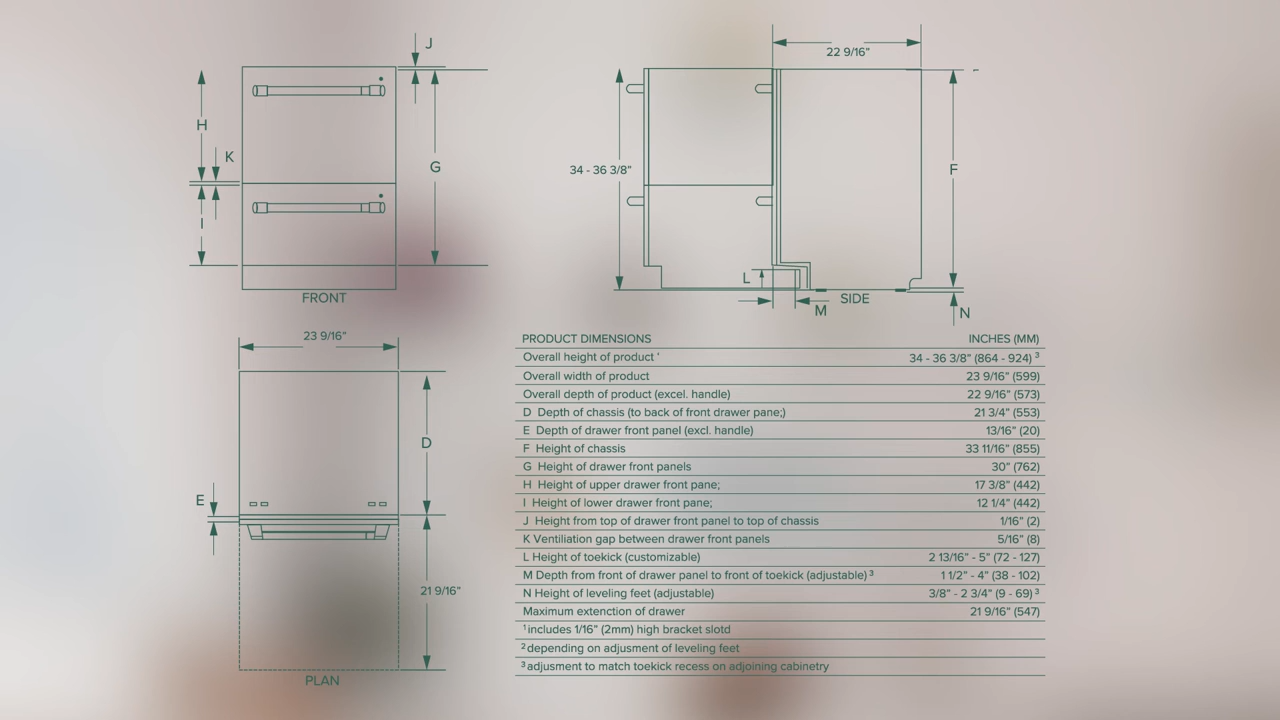 J
22 9/16"
H
K
G
34 - 36 3/8"
F
I
L
FRONT
M
SIDE
N
23 9/16"
D
E
21 9/16"
PLAN
PRODUCT DIMENSIONS INCHES (MM)
Overall height of product ' 34 - 36 3/8" (864 - 924) 3
Overall width of product 23 9/16" (599)
Overall depth of product (excel. handle) 22 9/16" (573)
D Depth of chassis (to back of front drawer pane;) 21 3/4" (553)
E Depth of drawer front panel (excl. handle) 13/16" (20)
F Height of chassis 33 11/16" (855)
G Height of drawer front panels 30" (762)
H Height of upper drawer front pane; 17 3/8" (442)
I Height of lower drawer front pane; 12 1/4" (442)
J Height from top of drawer front panel to top of chassis 1/16" (2)
K Ventiliation gap between drawer front panels 5/16" (8)
L Height of toekick (customizable) 2 13/16" - 5" (72 - 127)
M Depth from front of drawer panel to front of toekick (adjustable) 3 1 1/2" - 4" (38 - 102)
N Height of leveling feet (adjustable) 3/8" - 2 3/4" (9 - 69) 3
Maximum extenction of drawer 21 9/16" (547)
1 includes 1/16" (2mm) high bracket slotd
2 depending on adjusment of leveling feet
3 adjusment to match toekick recess on adjoining cabinetry